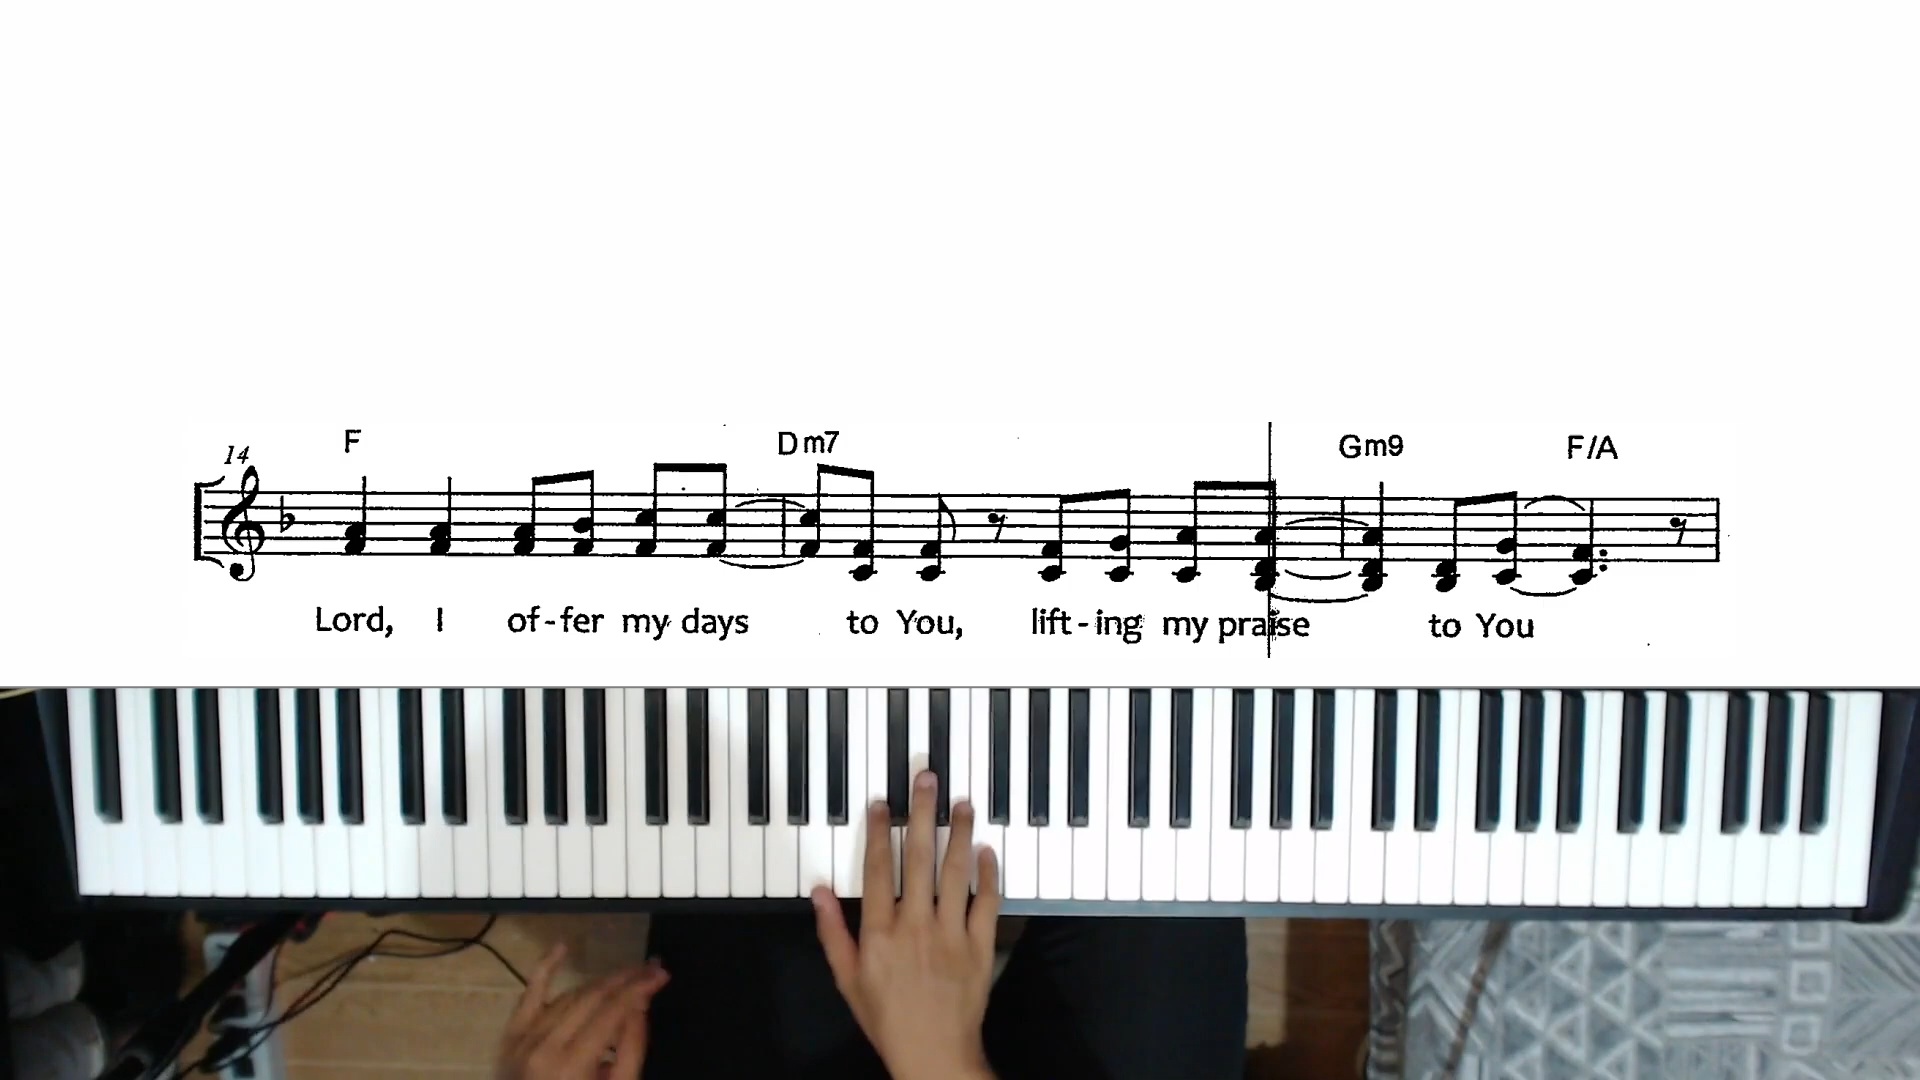 14
F Dm7 Gm9 F/A
Lord, I of-fer my days to You, lift-ing my praise to You